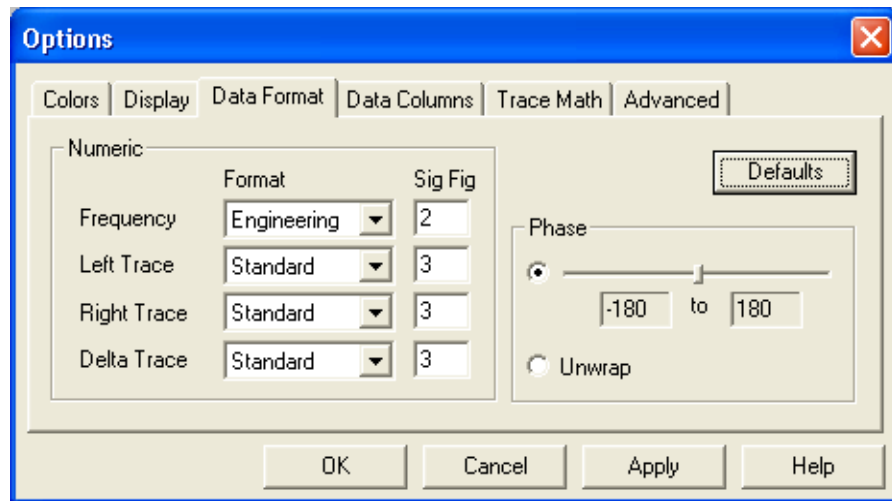 Options
Colors Display Data Format Data Columns Trace Math Advanced
Numeric
Format Sig Fig
Frequency Engineering 2
Left Trace Standard 3
Right Trace Standard 3
Delta Trace Standard 3
Defaults
Phase
-180 to 180
Unwrap
OK Cancel Apply Help